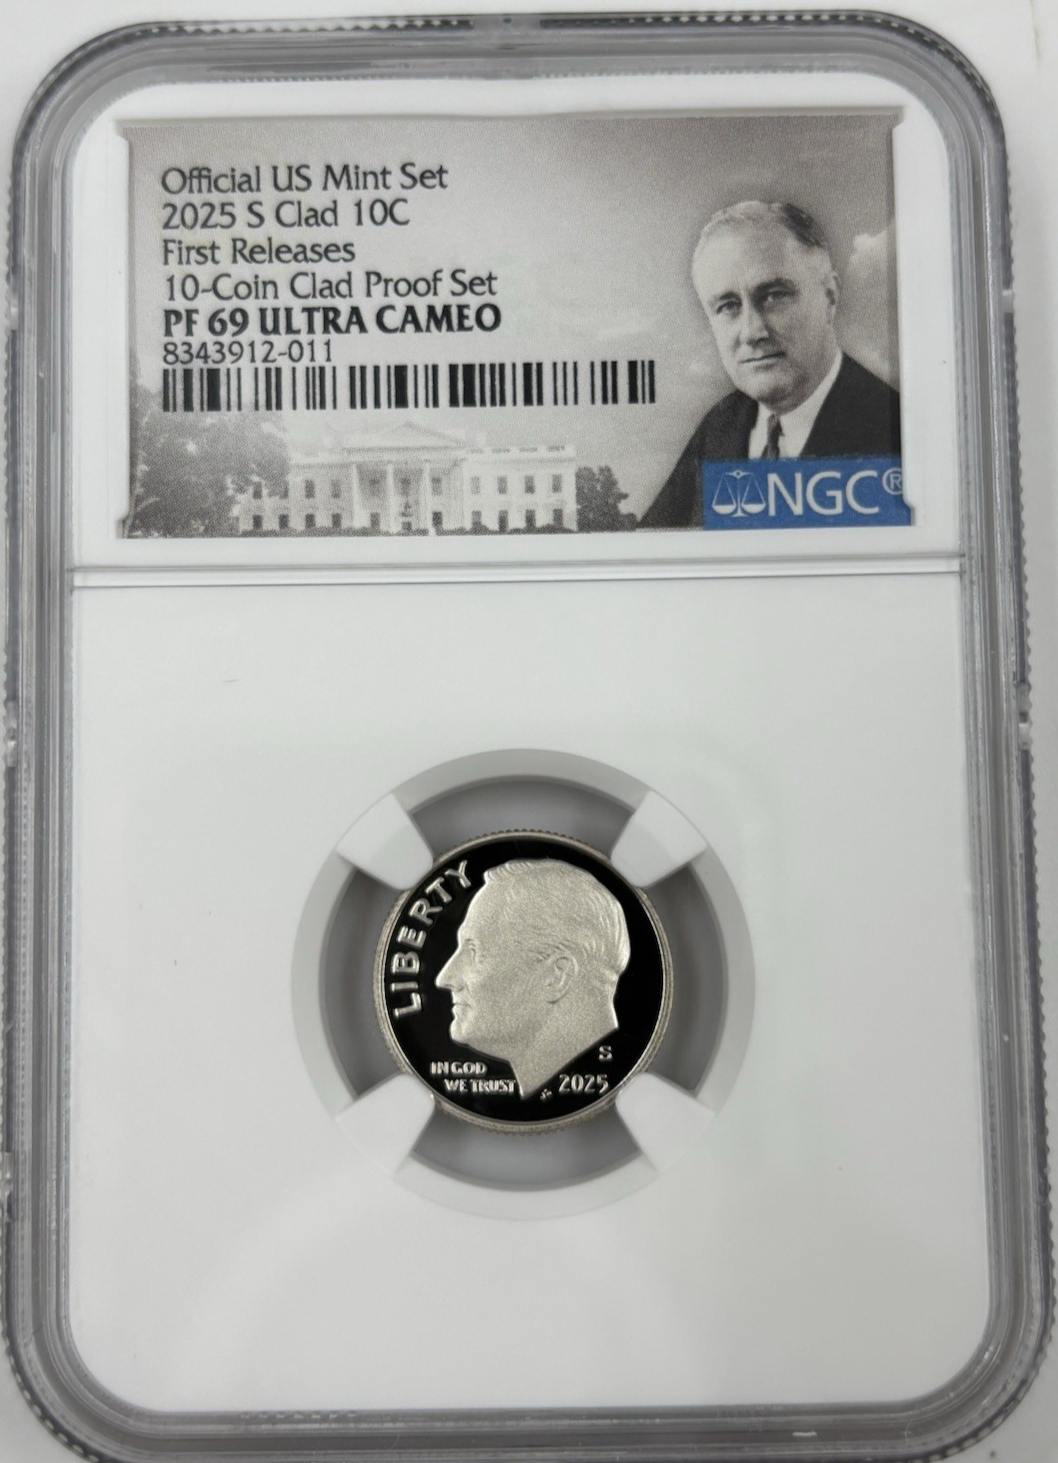 Official US Mint Set
2025 S Clad 10C
First Releases
10-Coin Clad Proof Set
PF 69 ULTRA CAMEO
8343912-011
NGC®
LIBERTY
IN GOD
WE TRUST
S
2025